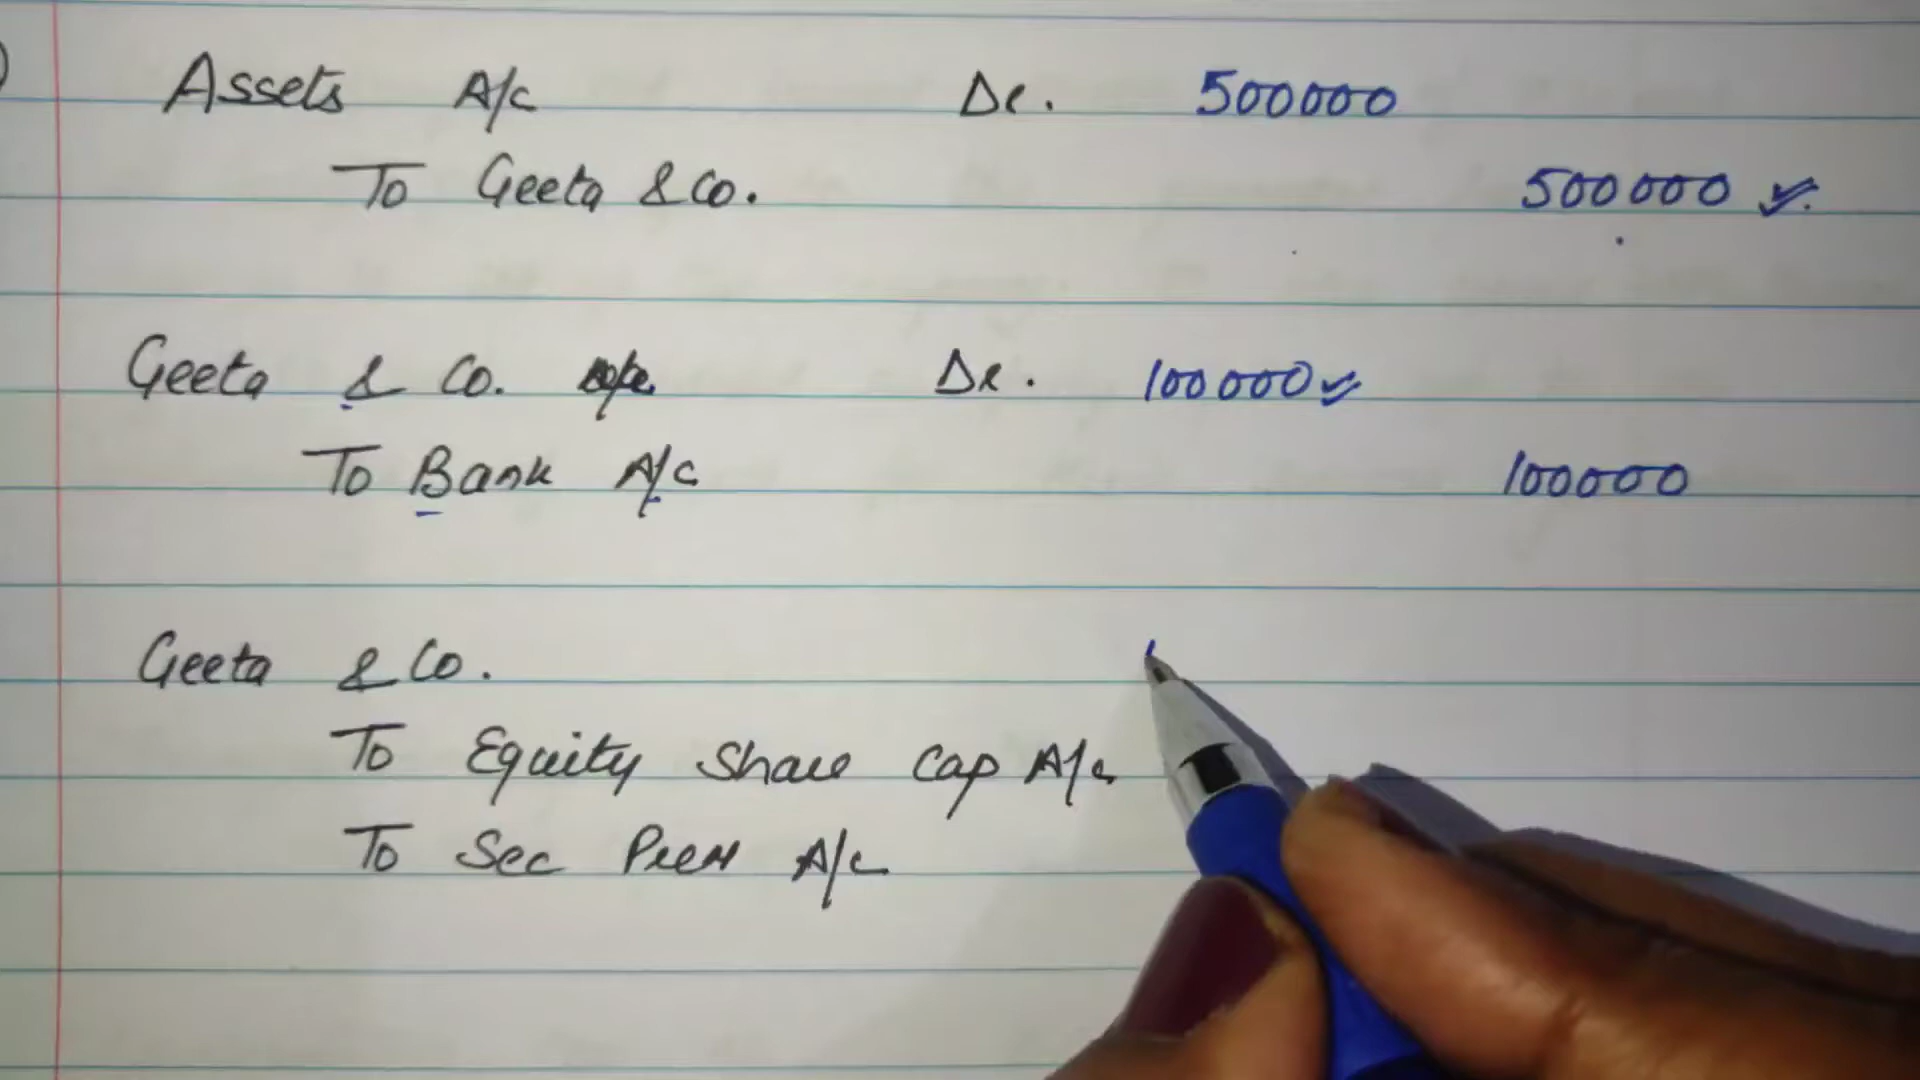 Assets A/c Dr. 500000
To Geeta & Co. 500000
Geeta & Co. Dr. 100000
To Bank A/c 100000
Geeta & Co.
To Equity Share Cap A/c
To Sec Prem A/c